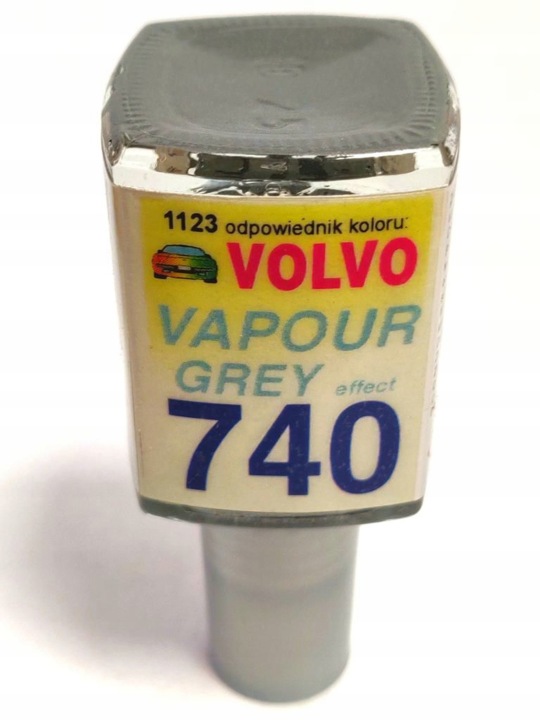 1123 odpowiednik koloru:
VOLVO
VAPOUR
GREY effect
740